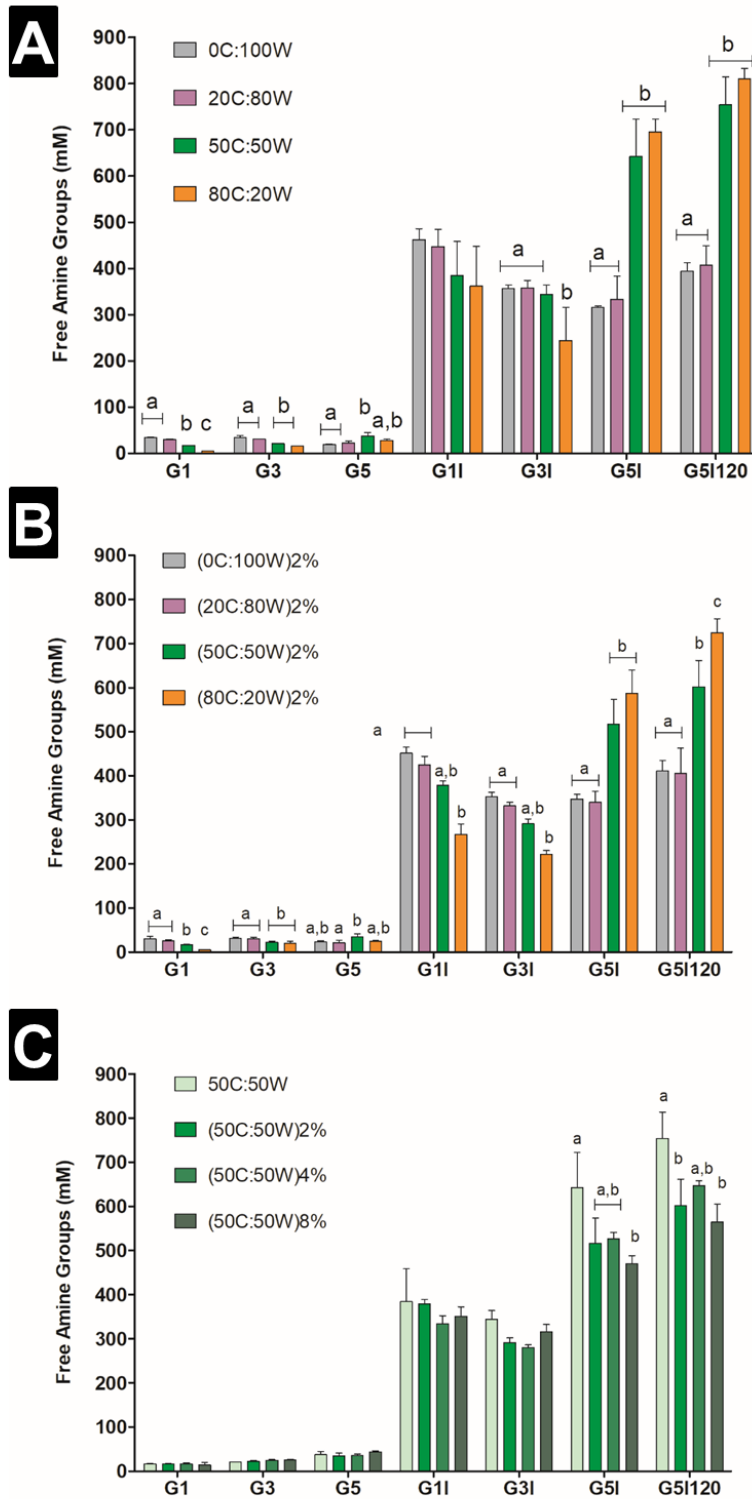 A
Free Amine Groups (mM)
900
800
700
600
500
400
300
200
100
0
0C:100W
20C:80W
50C:50W
80C:20W
a b c
a b
a b a,b
a b
a b
a b
G1 G3 G5 G1I G3I G5I G5I120
B
Free Amine Groups (mM)
900
800
700
600
500
400
300
200
100
0
(0C:100W)2%
(20C:80W)2%
(50C:50W)2%
(80C:20W)2%
a b c
a b
a,b a b a,b
a a,b b
a a,b b
a b
a b c
G1 G3 G5 G1I G3I G5I G5I120
C
Free Amine Groups (mM)
900
800
700
600
500
400
300
200
100
0
50C:50W
(50C:50W)2%
(50C:50W)4%
(50C:50W)8%
a a,b b
a b a,b b
G1 G3 G5 G1I G3I G5I G5I120